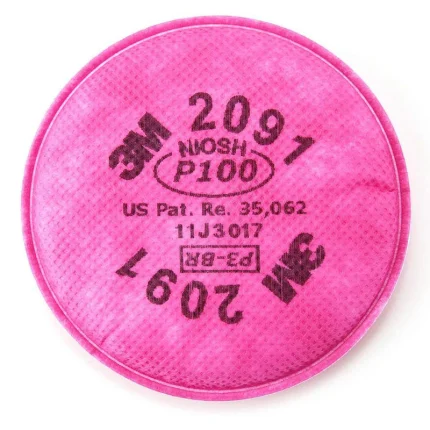 3M 2091
NIOSH
P100
US Pat. Re. 35,062
11J3017
P3-BR
3M 2091